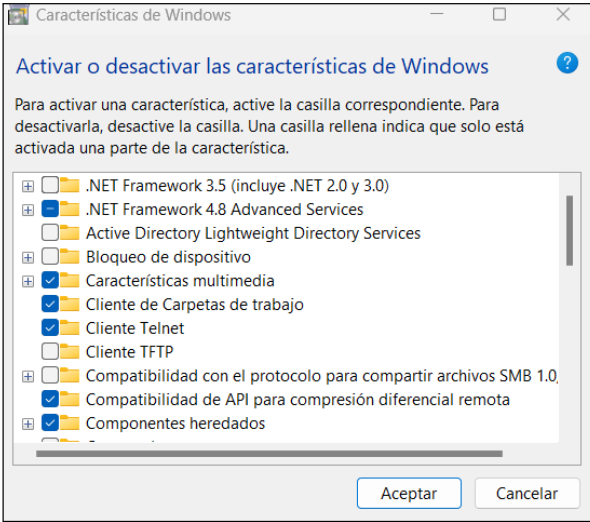 Características de Windows
Activar o desactivar las características de Windows
?
Para activar una característica, active la casilla correspondiente. Para
desactivarla, desactive la casilla. Una casilla rellena indica que solo está
activada una parte de la característica.
.NET Framework 3.5 (incluye .NET 2.0 y 3.0)
.NET Framework 4.8 Advanced Services
Active Directory Lightweight Directory Services
Bloqueo de dispositivo
Características multimedia
Cliente de Carpetas de trabajo
Cliente Telnet
Cliente TFTP
Compatibilidad con el protocolo para compartir archivos SMB 1.0,
Compatibilidad de API para compresión diferencial remota
Componentes heredados
Aceptar
Cancelar